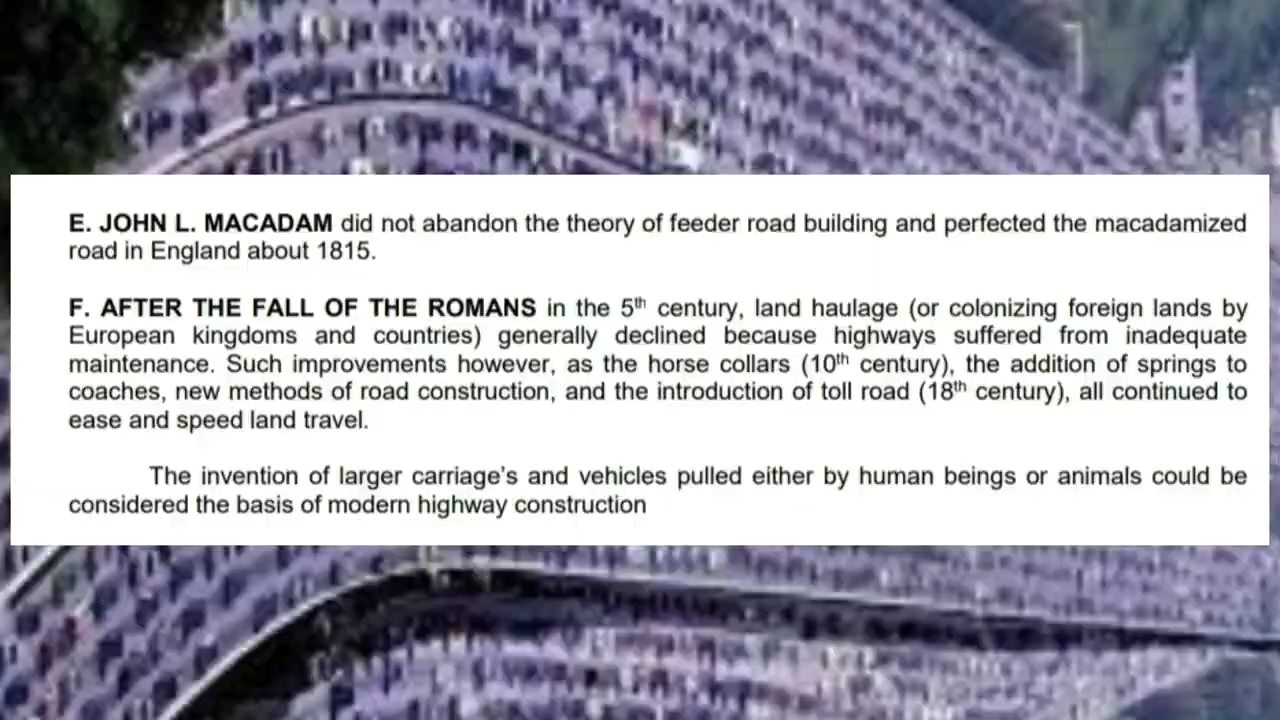 E. JOHN L. MACADAM did not abandon the theory of feeder road building and perfected the macadamized
road in England about 1815.
F. AFTER THE FALL OF THE ROMANS in the 5th century, land haulage (or colonizing foreign lands by
European kingdoms and countries) generally declined because highways suffered from inadequate
maintenance. Such improvements however, as the horse collars (10th century), the addition of springs to
coaches, new methods of road construction, and the introduction of toll road (18th century), all continued to
ease and speed land travel.
The invention of larger carriage's and vehicles pulled either by human beings or animals could be
considered the basis of modern highway construction